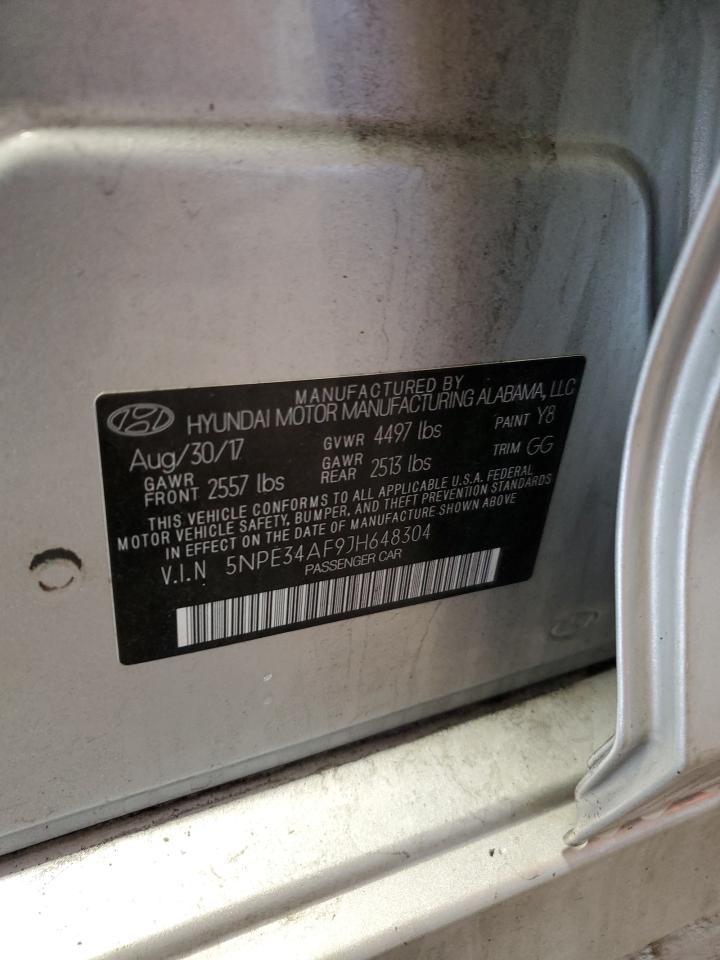 MANUFACTURED BY
HYUNDAI MOTOR MANUFACTURING ALABAMA, LLC
Aug/30/17 GVWR 4497 lbs PAINT Y8
GAWR FRONT 2557 lbs GAWR REAR 2513 lbs TRIM GG
THIS VEHICLE CONFORMS TO ALL APPLICABLE U.S.A. FEDERAL
MOTOR VEHICLE SAFETY, BUMPER, AND THEFT PREVENTION STANDARDS
IN EFFECT ON THE DATE OF MANUFACTURE SHOWN ABOVE
V.I.N 5NPE34AF9JH648304
PASSENGER CAR